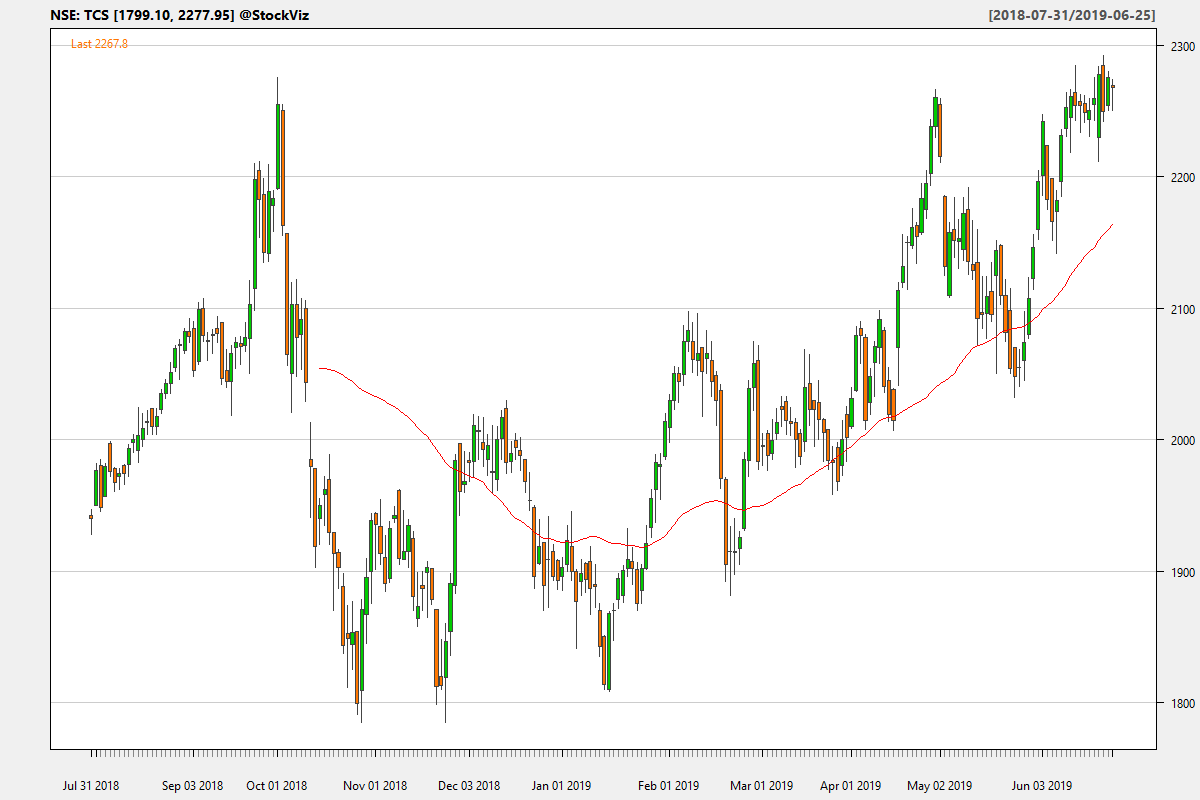 NSE: TCS [1799.10, 2277.95] @StockViz [2018-07-31/2019-06-25]
Last 2267.8
2300
2200
2100
2000
1900
1800
Jul 31 2018 Sep 03 2018 Oct 01 2018 Nov 01 2018 Dec 03 2018 Jan 01 2019 Feb 01 2019 Mar 01 2019 Apr 01 2019 May 02 2019 Jun 03 2019